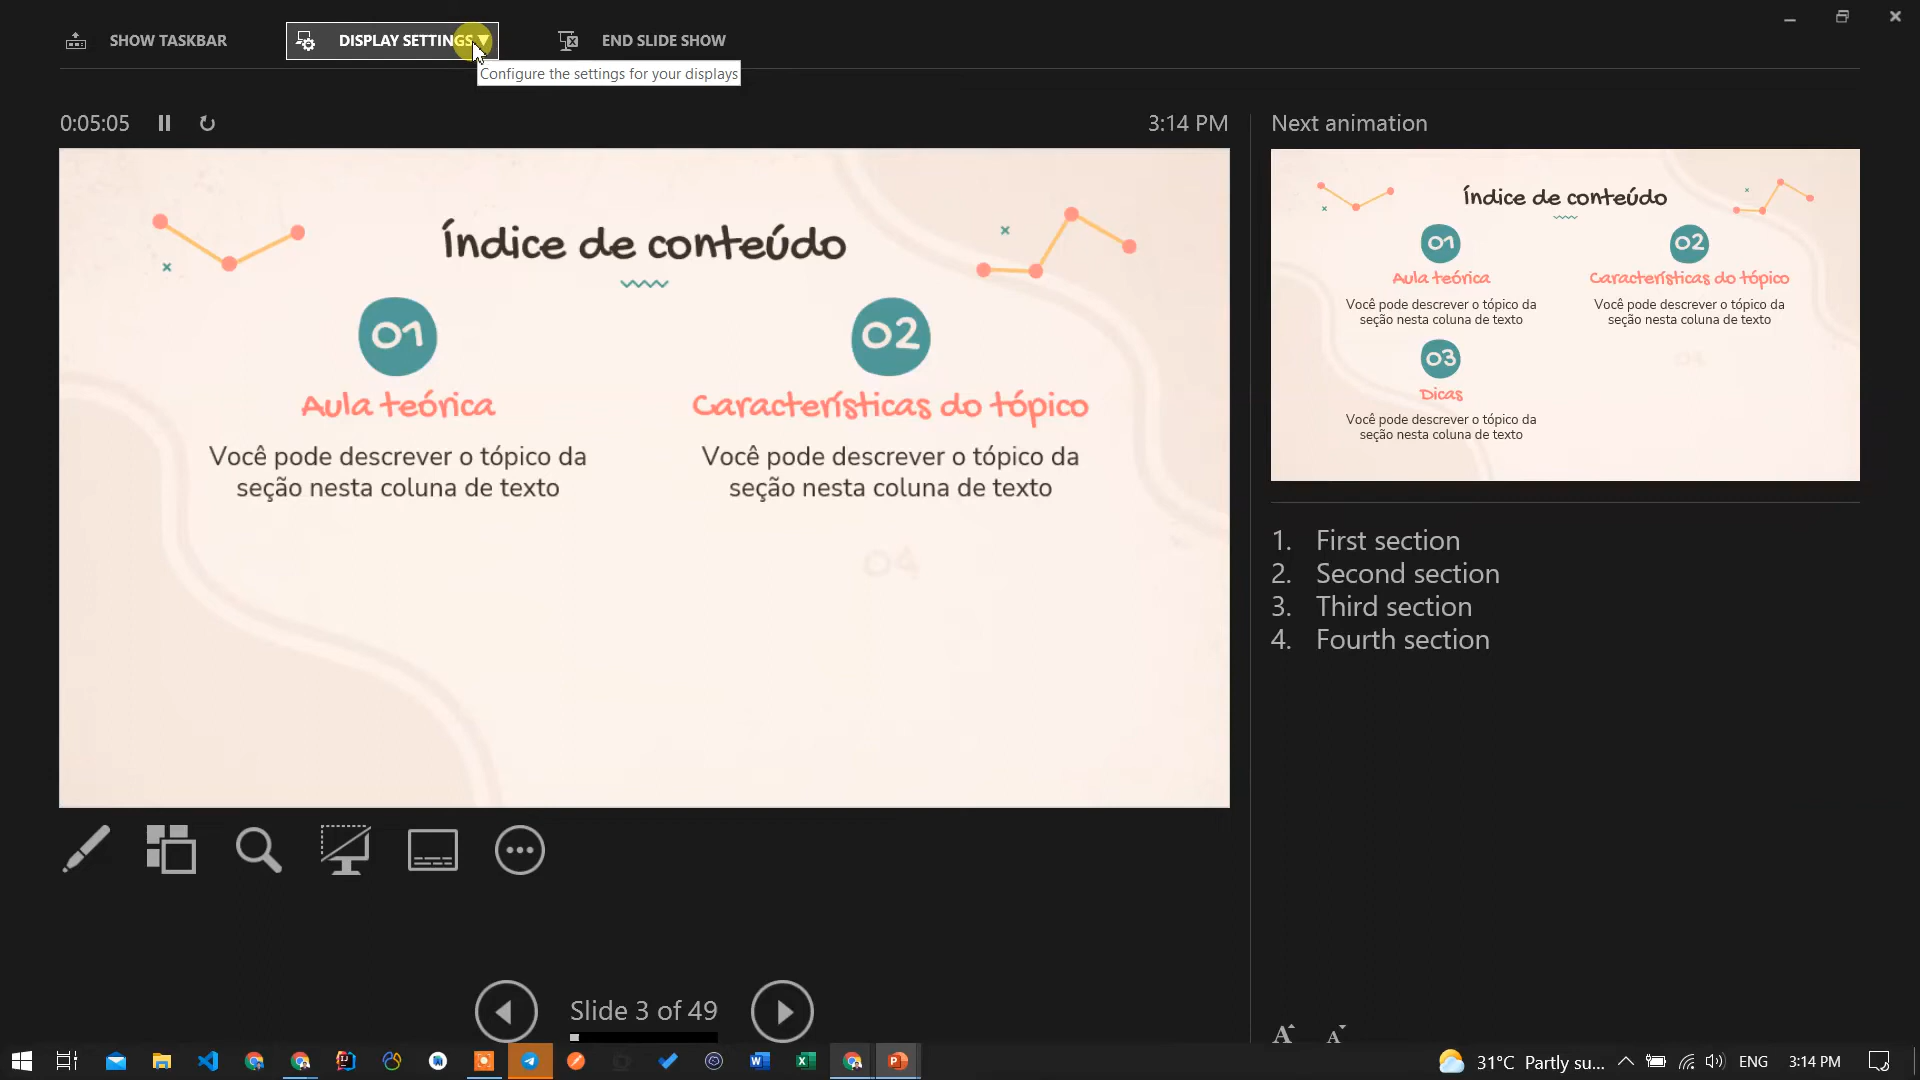 SHOW TASKBAR
DISPLAY SETTINGS ▼
END SLIDE SHOW
Configure the settings for your displays
0:05:05
3:14 PM
Índice de conteúdo
01
02
Aula teórica
Características do tópico
Você pode descrever o tópico da
seção nesta coluna de texto
Você pode descrever o tópico da
seção nesta coluna de texto
04
Next animation
Índice de conteúdo
01
02
Aula teórica
Características do tópico
Você pode descrever o tópico da
seção nesta coluna de texto
Você pode descrever o tópico da
seção nesta coluna de texto
03
04
Dicas
Você pode descrever o tópico da
seção nesta coluna de texto
1. First section
2. Second section
3. Third section
4. Fourth section
Slide 3 of 49
A A
31°C Partly su...
ENG
3:14 PM